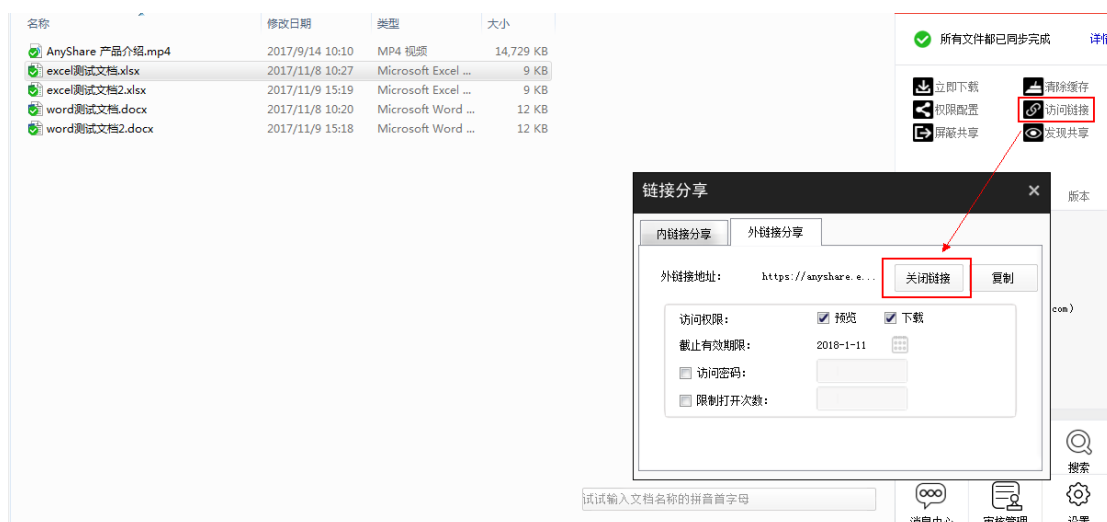 名称 修改日期 类型 大小
AnyShare 产品介绍.mp4 2017/9/14 10:10 MP4 视频 14,729 KB
excel测试文档.xlsx 2017/11/8 10:27 Microsoft Excel ... 9 KB
excel测试文档2.xlsx 2017/11/9 15:19 Microsoft Excel ... 9 KB
word测试文档.docx 2017/11/8 10:20 Microsoft Word ... 12 KB
word测试文档2.docx 2017/11/9 15:18 Microsoft Word ... 12 KB
所有文件都已同步完成 详情
立即下载 清除缓存
权限配置 访问链接
屏蔽共享 发现共享
版本
链接分享
内链接分享 外链接分享
外链接地址: https://anyshare.e... 关闭链接 复制
com)
访问权限: 预览 下载
截止有效期限: 2018-1-11
访问密码:
限制打开次数:
搜索
试试输入文档名称的拼音首字母
消息中心 审核管理 设置